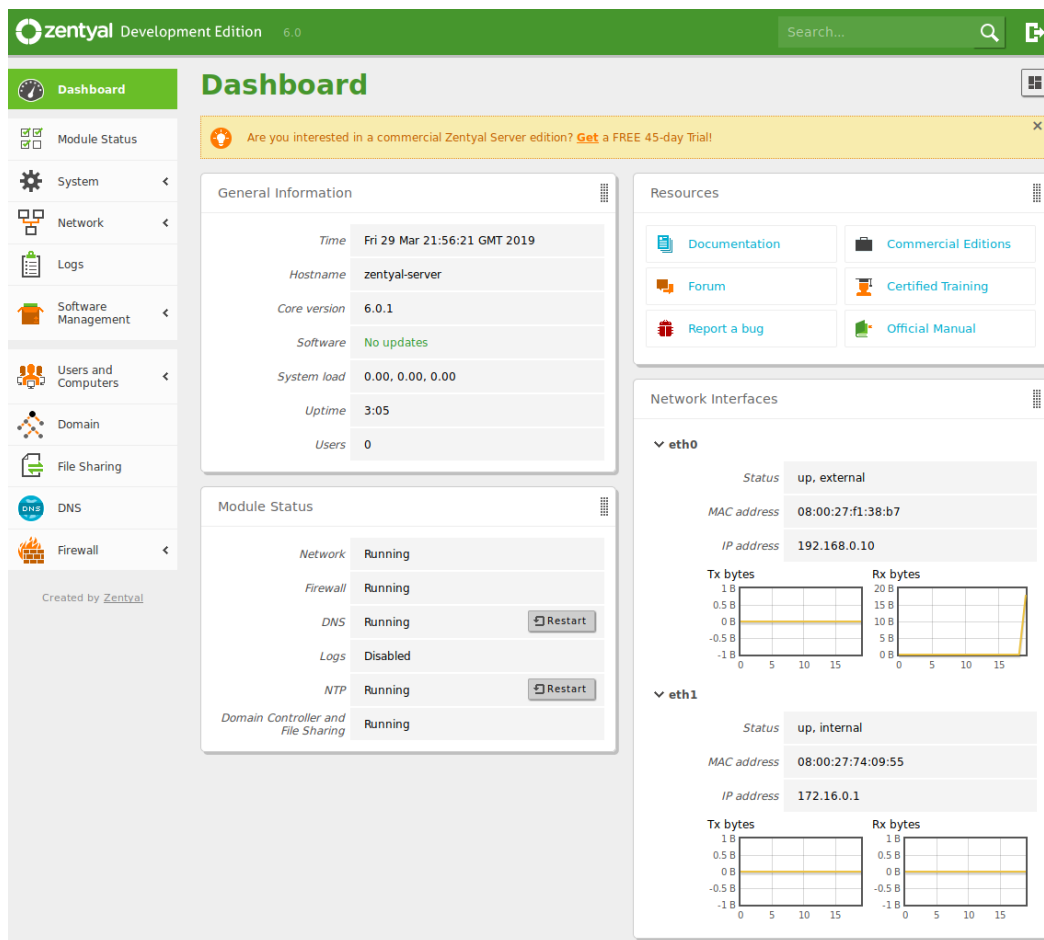 zentyal Development Edition 6.0
Search...
Dashboard
Module Status
System
Network
Logs
Software
Management
Users and
Computers
Domain
File Sharing
DNS
DNS
Firewall
Created by Zentyal
Dashboard
Are you interested in a commercial Zentyal Server edition? Get a FREE 45-day Trial!
General Information
Time Fri 29 Mar 21:56:21 GMT 2019
Hostname zentyal-server
Core version 6.0.1
Software No updates
System load 0.00, 0.00, 0.00
Uptime 3:05
Users 0
Module Status
Network Running
Firewall Running
DNS Running Restart
Logs Disabled
NTP Running Restart
Domain Controller and
File Sharing Running
Resources
Documentation Commercial Editions
Forum Certified Training
Report a bug Official Manual
Network Interfaces
eth0
Status up, external
MAC address 08:00:27:f1:38:b7
IP address 192.168.0.10
Tx bytes
1 B
0.5 B
0 B
-0.5 B
-1 B
0 5 10 15
Rx bytes
20 B
15 B
10 B
5 B
0 B
0 5 10 15
eth1
Status up, internal
MAC address 08:00:27:74:09:55
IP address 172.16.0.1
Tx bytes
1 B
0.5 B
0 B
-0.5 B
-1 B
0 5 10 15
Rx bytes
1 B
0.5 B
0 B
-0.5 B
-1 B
0 5 10 15